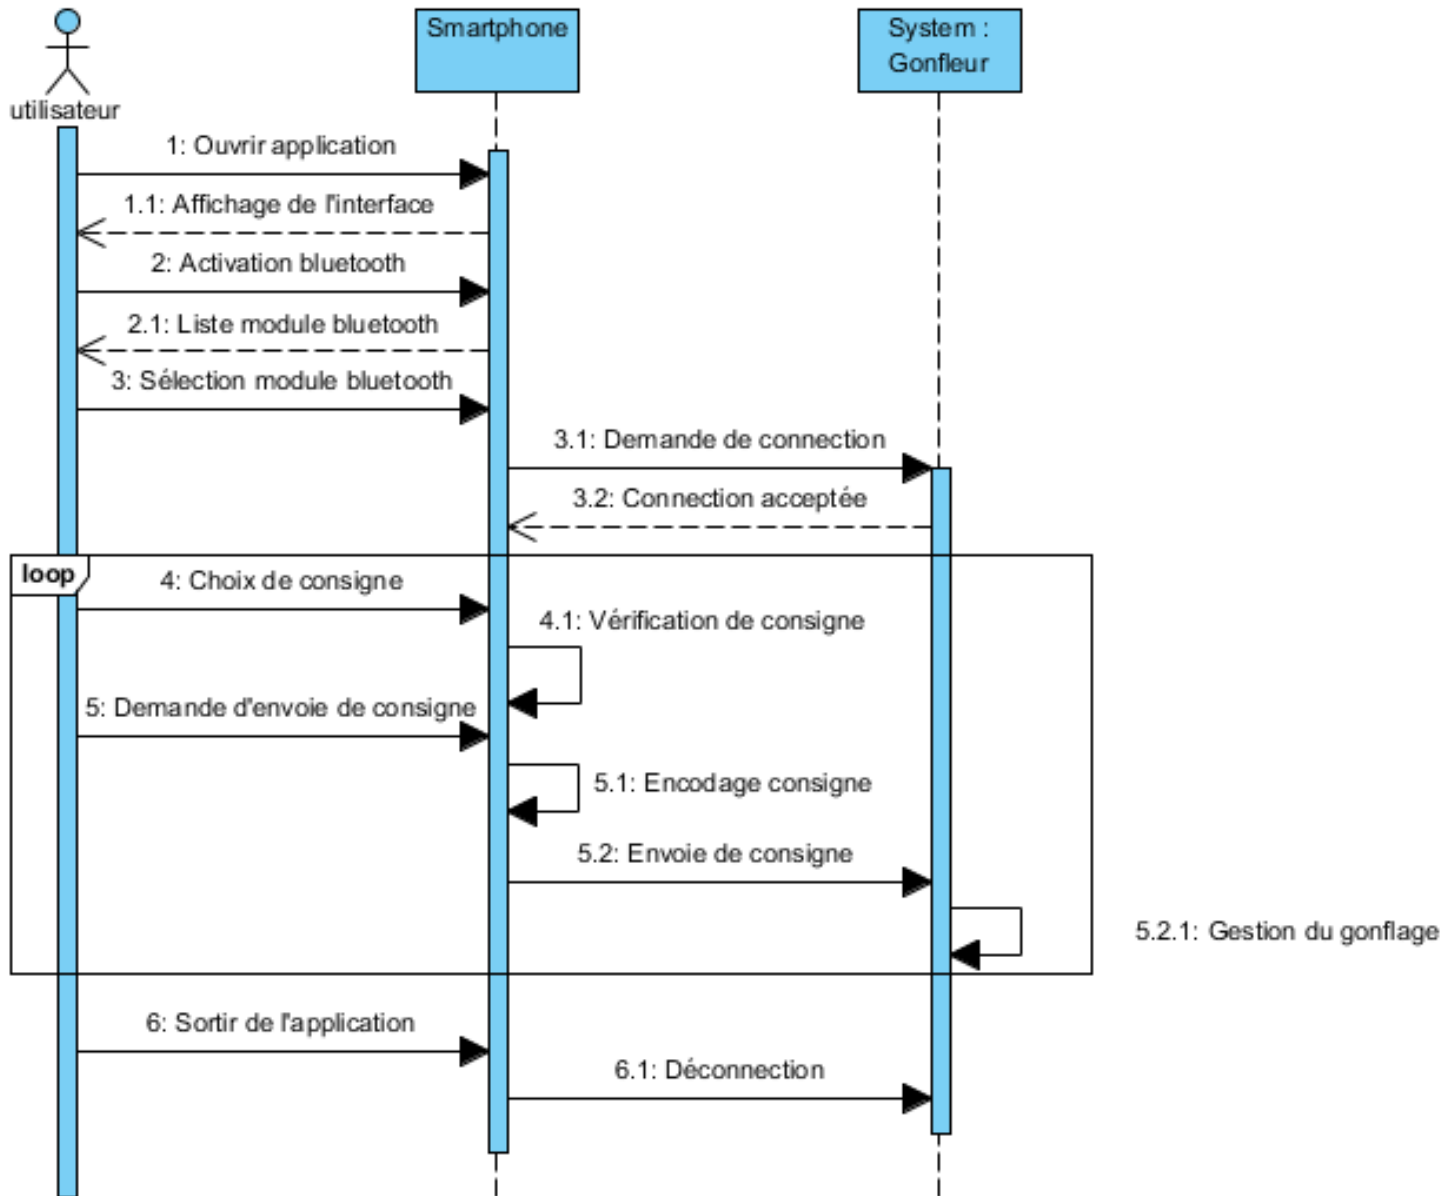 Smartphone
System :
Gonfleur
utilisateur
1: Ouvrir application
1.1: Affichage de l'interface
2: Activation bluetooth
2.1: Liste module bluetooth
3: Sélection module bluetooth
3.1: Demande de connection
3.2: Connection acceptée
loop
4: Choix de consigne
4.1: Vérification de consigne
5: Demande d'envoie de consigne
5.1: Encodage consigne
5.2: Envoie de consigne
5.2.1: Gestion du gonflage
6: Sortir de l'application
6.1: Déconnection